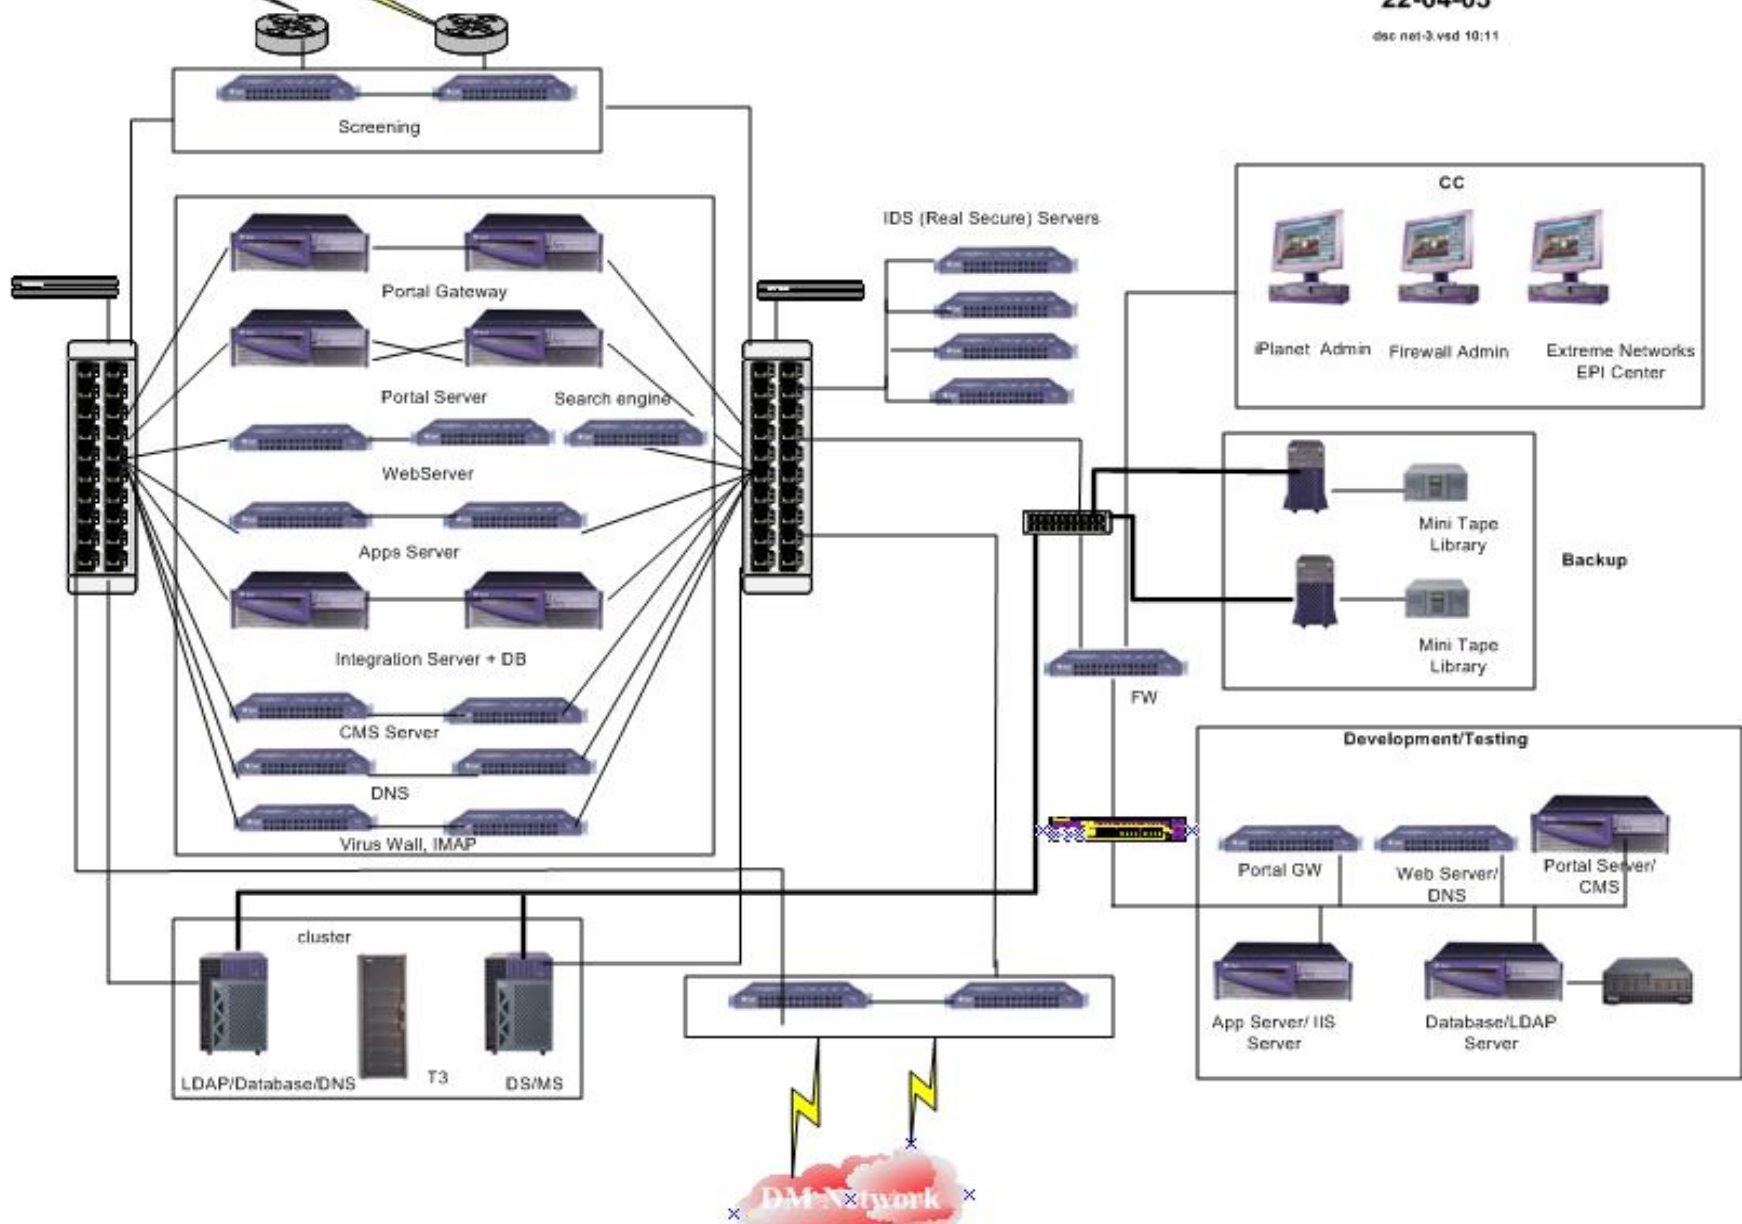 22-04-03
dsc net-3.vsd 10:11
Screening
CC
IDS (Real Secure) Servers
Portal Gateway
iPlanet Admin
Firewall Admin
Extreme Networks
EPI Center
Portal Server
Search engine
WebServer
Mini Tape
Library
Apps Server
Backup
Integration Server + DB
Mini Tape
Library
FW
CMS Server
Development/Testing
DNS
Virus Wall, IMAP
Portal GW
Web Server/
DNS
Portal Server/
CMS
cluster
App Server/ IIS
Server
Database/LDAP
Server
LDAP/Database/DNS
T3
DS/MS
DM Network